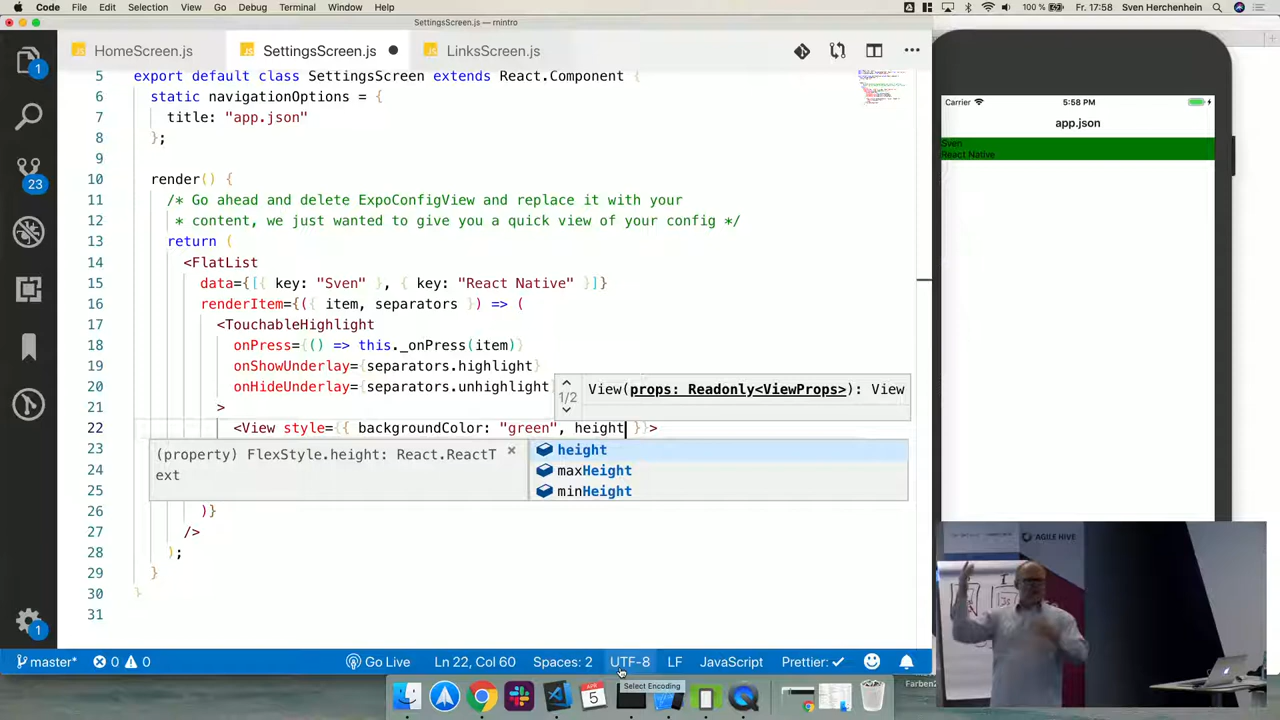 Code File Edit Selection View Go Debug Terminal Window Help
100 % Fr. 17:58 Sven Herchenhein
SettingsScreen.js — rnintro
HomeScreen.js
SettingsScreen.js
LinksScreen.js
5 export default class SettingsScreen extends React.Component {
6 static navigationOptions = {
7 title: "app.json"
8 };
9
10 render() {
11 /* Go ahead and delete ExpoConfigView and replace it with your
12 * content, we just wanted to give you a quick view of your config */
13 return (
14 <FlatList
15 data={[{ key: "Sven" }, { key: "React Native" }]}
16 renderItem={({ item, separators }) => (
17 <TouchableHighlight
18 onPress={() => this._onPress(item)}
19 onShowUnderlay={separators.highlight}
20 onHideUnderlay={separators.unhighlight
21 >
22 <View style={{ backgroundColor: "green", height }}>
23
24
25
26 )}
27 />
28 );
29 }
30 }
31
1/2
View(props: Readonly<ViewProps>): View
(property) FlexStyle.height: React.ReactT
ext
×
height
maxHeight
minHeight
1
23
1
master*
0 0
Go Live
Ln 22, Col 60
Spaces: 2
UTF-8
LF
JavaScript
Prettier: ✓
Select Encoding
APR
5
Carrier
5:58 PM
app.json
Sven
React Native
AGILE HIVE
Farben2